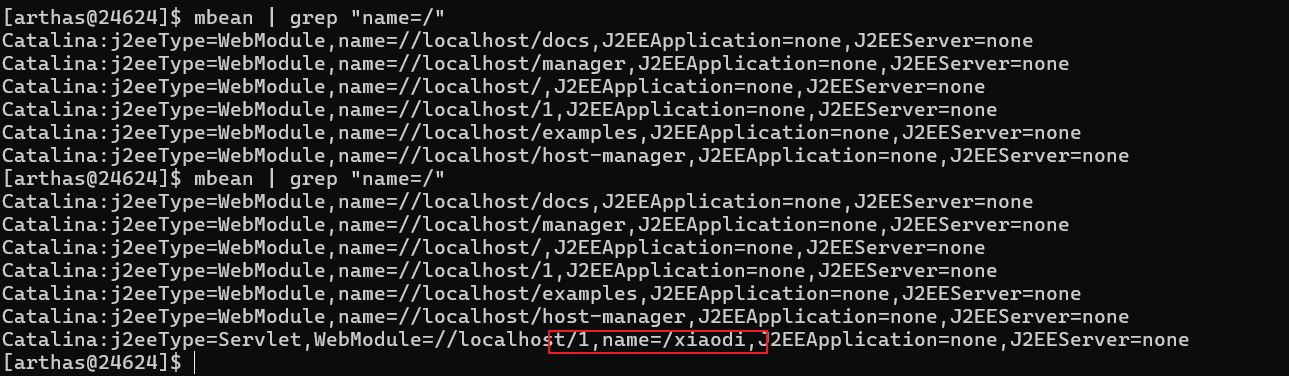 [arthas@24624]$ mbean | grep "name=/"
Catalina:j2eeType=WebModule,name=//localhost/docs,J2EEApplication=none,J2EEServer=none
Catalina:j2eeType=WebModule,name=//localhost/manager,J2EEApplication=none,J2EEServer=none
Catalina:j2eeType=WebModule,name=//localhost/,J2EEApplication=none,J2EEServer=none
Catalina:j2eeType=WebModule,name=//localhost/1,J2EEApplication=none,J2EEServer=none
Catalina:j2eeType=WebModule,name=//localhost/examples,J2EEApplication=none,J2EEServer=none
Catalina:j2eeType=WebModule,name=//localhost/host-manager,J2EEApplication=none,J2EEServer=none
[arthas@24624]$ mbean | grep "name=/"
Catalina:j2eeType=WebModule,name=//localhost/docs,J2EEApplication=none,J2EEServer=none
Catalina:j2eeType=WebModule,name=//localhost/manager,J2EEApplication=none,J2EEServer=none
Catalina:j2eeType=WebModule,name=//localhost/,J2EEApplication=none,J2EEServer=none
Catalina:j2eeType=WebModule,name=//localhost/1,J2EEApplication=none,J2EEServer=none
Catalina:j2eeType=WebModule,name=//localhost/examples,J2EEApplication=none,J2EEServer=none
Catalina:j2eeType=WebModule,name=//localhost/host-manager,J2EEApplication=none,J2EEServer=none
Catalina:j2eeType=Servlet,WebModule=//localhost/1,name=/xiaodi,J2EEApplication=none,J2EEServer=none
[arthas@24624]$